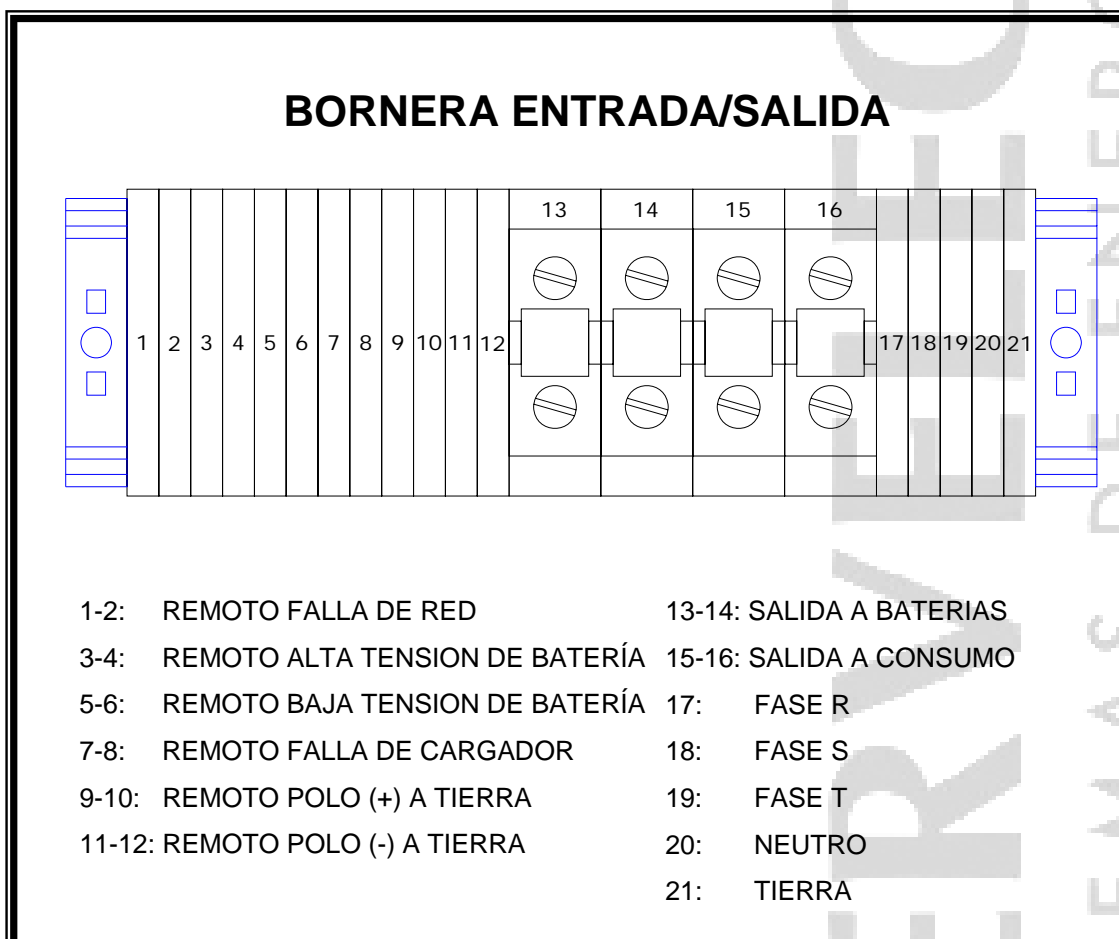 BORNERA ENTRADA/SALIDA
13 14 15 16
1 2 3 4 5 6 7 8 9 10 11 12 17 18 19 20 21
1-2: REMOTO FALLA DE RED
3-4: REMOTO ALTA TENSION DE BATERÍA
5-6: REMOTO BAJA TENSION DE BATERÍA
7-8: REMOTO FALLA DE CARGADOR
9-10: REMOTO POLO (+) A TIERRA
11-12: REMOTO POLO (-) A TIERRA
13-14: SALIDA A BATERIAS
15-16: SALIDA A CONSUMO
17: FASE R
18: FASE S
19: FASE T
20: NEUTRO
21: TIERRA